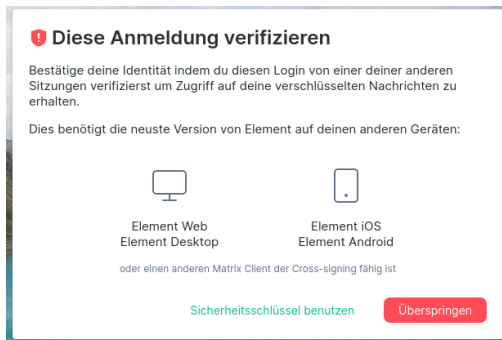 Diese Anmeldung verifizieren
Bestätige deine Identität indem du diesen Login von einer deiner anderen
Sitzungen verifizierst um Zugriff auf deine verschlüsselten Nachrichten zu
erhalten.
Dies benötigt die neuste Version von Element auf deinen anderen Geräten:
Element Web
Element Desktop
Element iOS
Element Android
oder einen anderen Matrix Client der Cross-signing fähig ist
Sicherheitsschlüssel benutzen
Überspringen